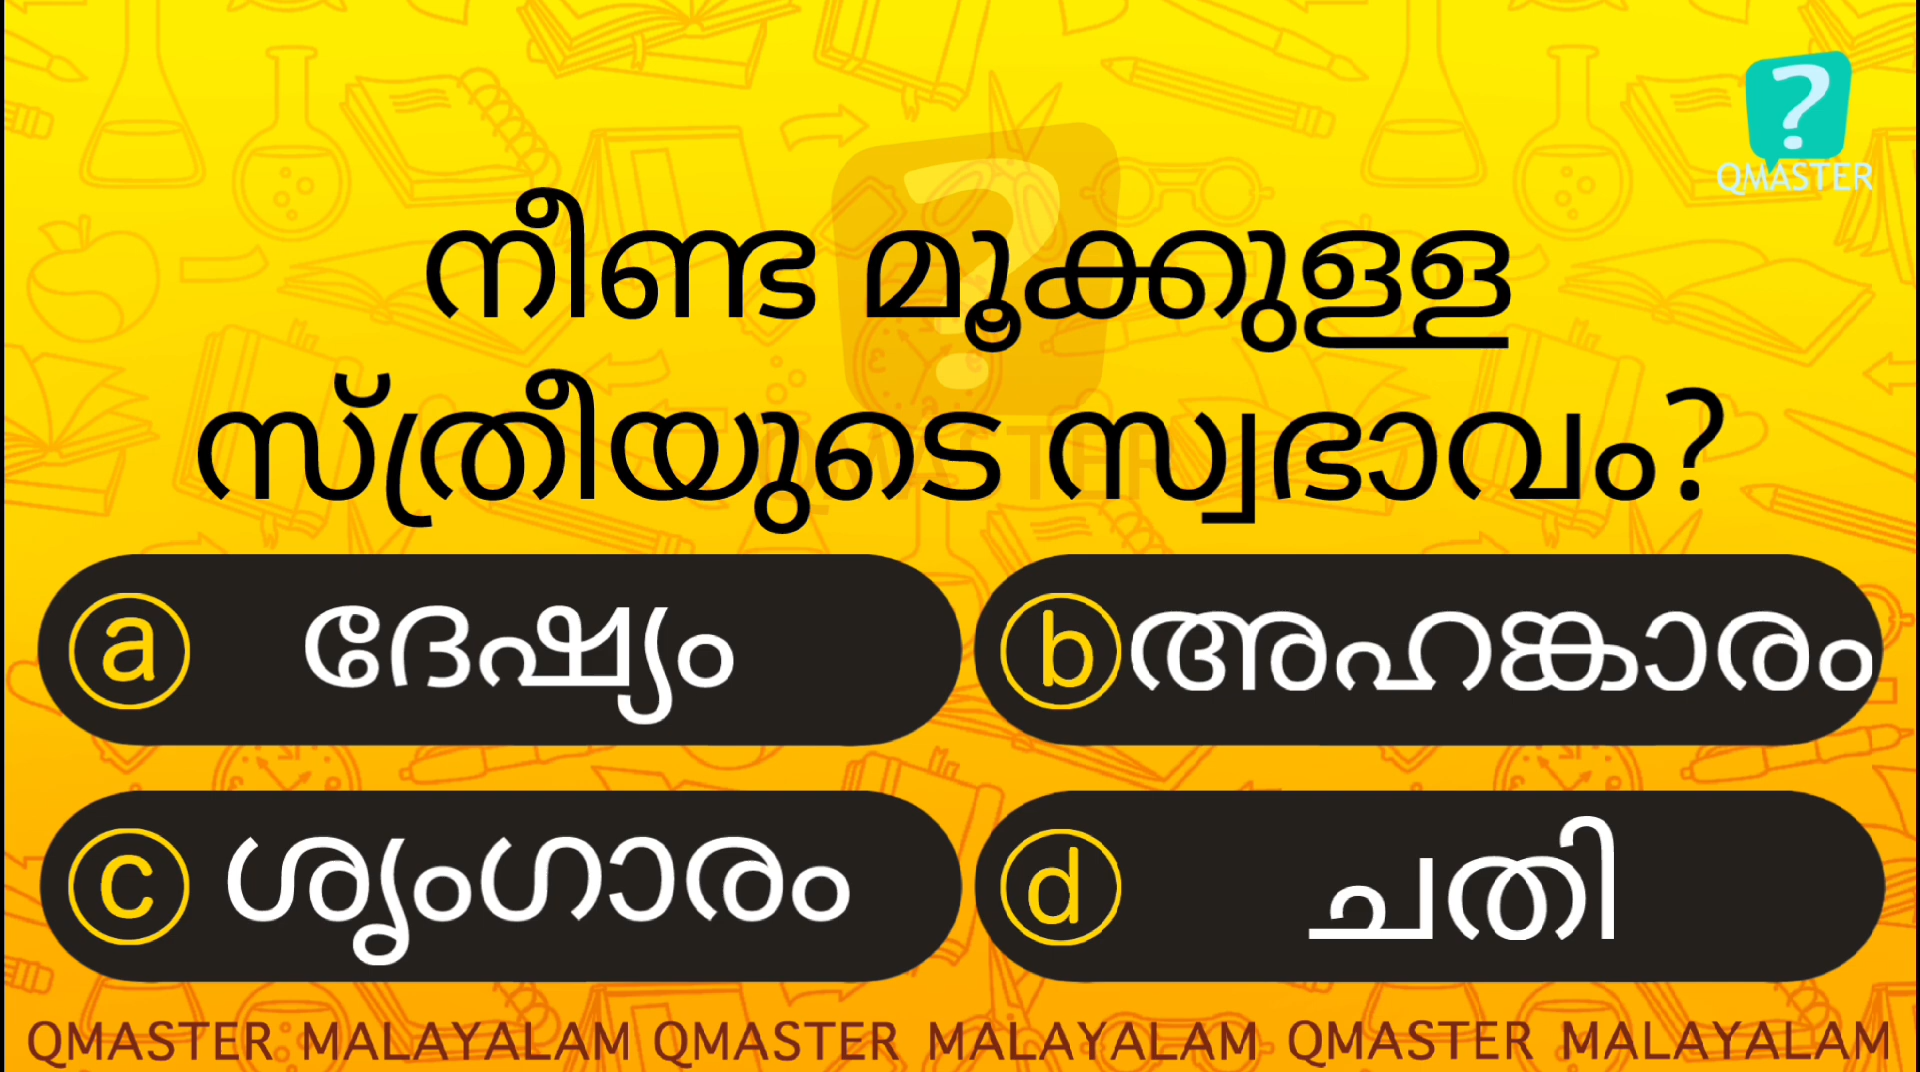 ?
QMASTER
നീണ്ട മൂക്കുള്ള
സ്ത്രീയുടെ സ്വഭാവം?
a ദേഷ്യം
b അഹങ്കാരം
c ശൃംഗാരം
d ചതി
QMASTER MALAYALAM QMASTER MALAYALAM QMASTER MALAYALAM